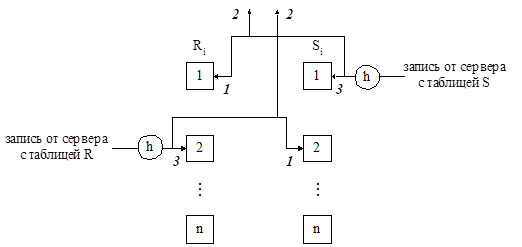 2 2
R i S i
1 1 h запись от сервера
с таблицей S
1 3
запись от сервера
с таблицей R h 2 2
3 1
⋮ ⋮
n n